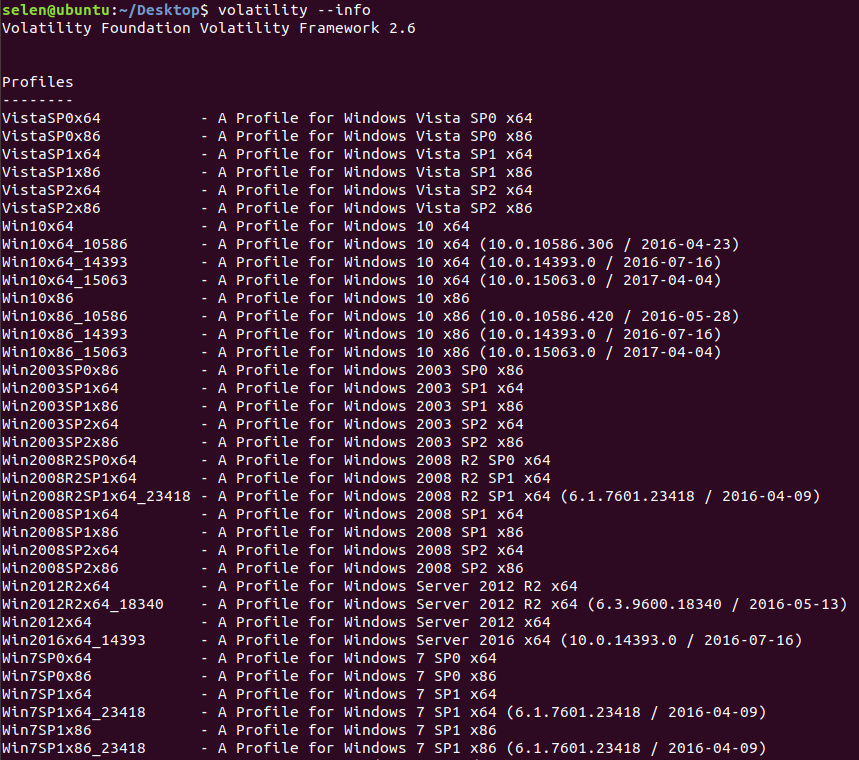 selen@ubuntu:~/Desktop$ volatility --info
Volatility Foundation Volatility Framework 2.6
Profiles
--------
VistaSP0x64 - A Profile for Windows Vista SP0 x64
VistaSP0x86 - A Profile for Windows Vista SP0 x86
VistaSP1x64 - A Profile for Windows Vista SP1 x64
VistaSP1x86 - A Profile for Windows Vista SP1 x86
VistaSP2x64 - A Profile for Windows Vista SP2 x64
VistaSP2x86 - A Profile for Windows Vista SP2 x86
Win10x64 - A Profile for Windows 10 x64
Win10x64_10586 - A Profile for Windows 10 x64 (10.0.10586.306 / 2016-04-23)
Win10x64_14393 - A Profile for Windows 10 x64 (10.0.14393.0 / 2016-07-16)
Win10x64_15063 - A Profile for Windows 10 x64 (10.0.15063.0 / 2017-04-04)
Win10x86 - A Profile for Windows 10 x86
Win10x86_10586 - A Profile for Windows 10 x86 (10.0.10586.420 / 2016-05-28)
Win10x86_14393 - A Profile for Windows 10 x86 (10.0.14393.0 / 2016-07-16)
Win10x86_15063 - A Profile for Windows 10 x86 (10.0.15063.0 / 2017-04-04)
Win2003SP0x86 - A Profile for Windows 2003 SP0 x86
Win2003SP1x64 - A Profile for Windows 2003 SP1 x64
Win2003SP1x86 - A Profile for Windows 2003 SP1 x86
Win2003SP2x64 - A Profile for Windows 2003 SP2 x64
Win2003SP2x86 - A Profile for Windows 2003 SP2 x86
Win2008R2SP0x64 - A Profile for Windows 2008 R2 SP0 x64
Win2008R2SP1x64 - A Profile for Windows 2008 R2 SP1 x64
Win2008R2SP1x64_23418 - A Profile for Windows 2008 R2 SP1 x64 (6.1.7601.23418 / 2016-04-09)
Win2008SP1x64 - A Profile for Windows 2008 SP1 x64
Win2008SP1x86 - A Profile for Windows 2008 SP1 x86
Win2008SP2x64 - A Profile for Windows 2008 SP2 x64
Win2008SP2x86 - A Profile for Windows 2008 SP2 x86
Win2012R2x64 - A Profile for Windows Server 2012 R2 x64
Win2012R2x64_18340 - A Profile for Windows Server 2012 R2 x64 (6.3.9600.18340 / 2016-05-13)
Win2012x64 - A Profile for Windows Server 2012 x64
Win2016x64_14393 - A Profile for Windows Server 2016 x64 (10.0.14393.0 / 2016-07-16)
Win7SP0x64 - A Profile for Windows 7 SP0 x64
Win7SP0x86 - A Profile for Windows 7 SP0 x86
Win7SP1x64 - A Profile for Windows 7 SP1 x64
Win7SP1x64_23418 - A Profile for Windows 7 SP1 x64 (6.1.7601.23418 / 2016-04-09)
Win7SP1x86 - A Profile for Windows 7 SP1 x86
Win7SP1x86_23418 - A Profile for Windows 7 SP1 x86 (6.1.7601.23418 / 2016-04-09)